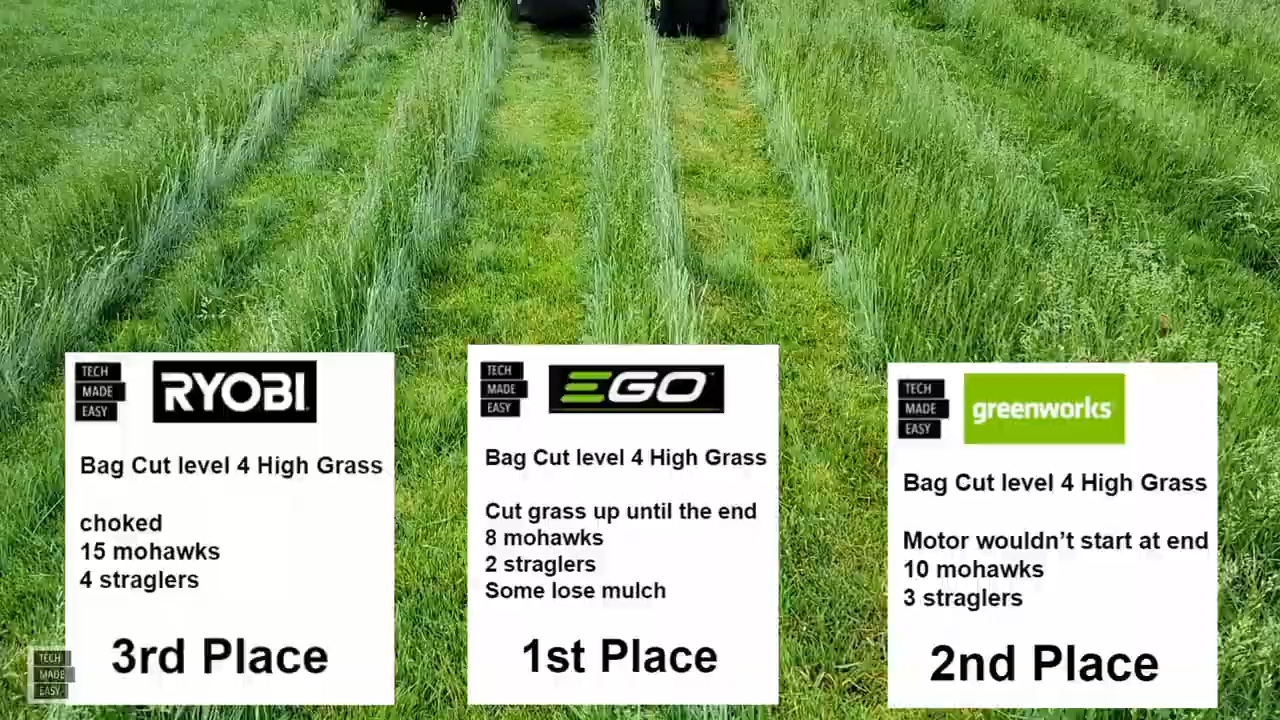 TECH
MADE
EASY
RYOBI
Bag Cut level 4 High Grass
choked
15 mohawks
4 straglers
3rd Place
TECH
MADE
EASY
EGO
Bag Cut level 4 High Grass
Cut grass up until the end
8 mohawks
2 straglers
Some lose mulch
1st Place
TECH
MADE
EASY
greenworks
Bag Cut level 4 High Grass
Motor wouldn't start at end
10 mohawks
3 straglers
2nd Place
TECH
MADE
EASY